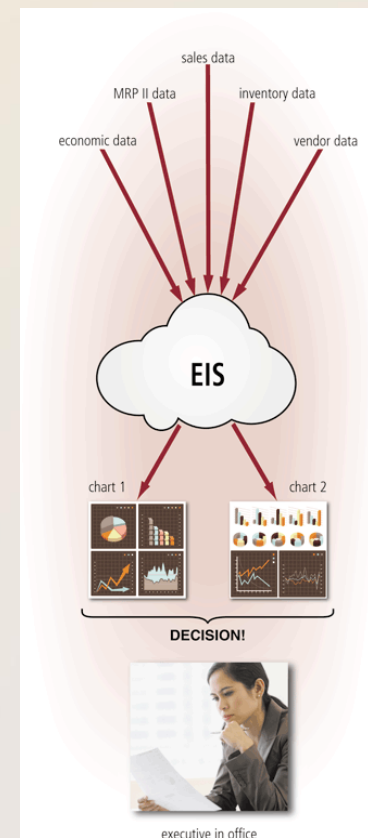 sales data
MRP II data
inventory data
economic data
vendor data
EIS
chart 1
chart 2
DECISION!
executive in office